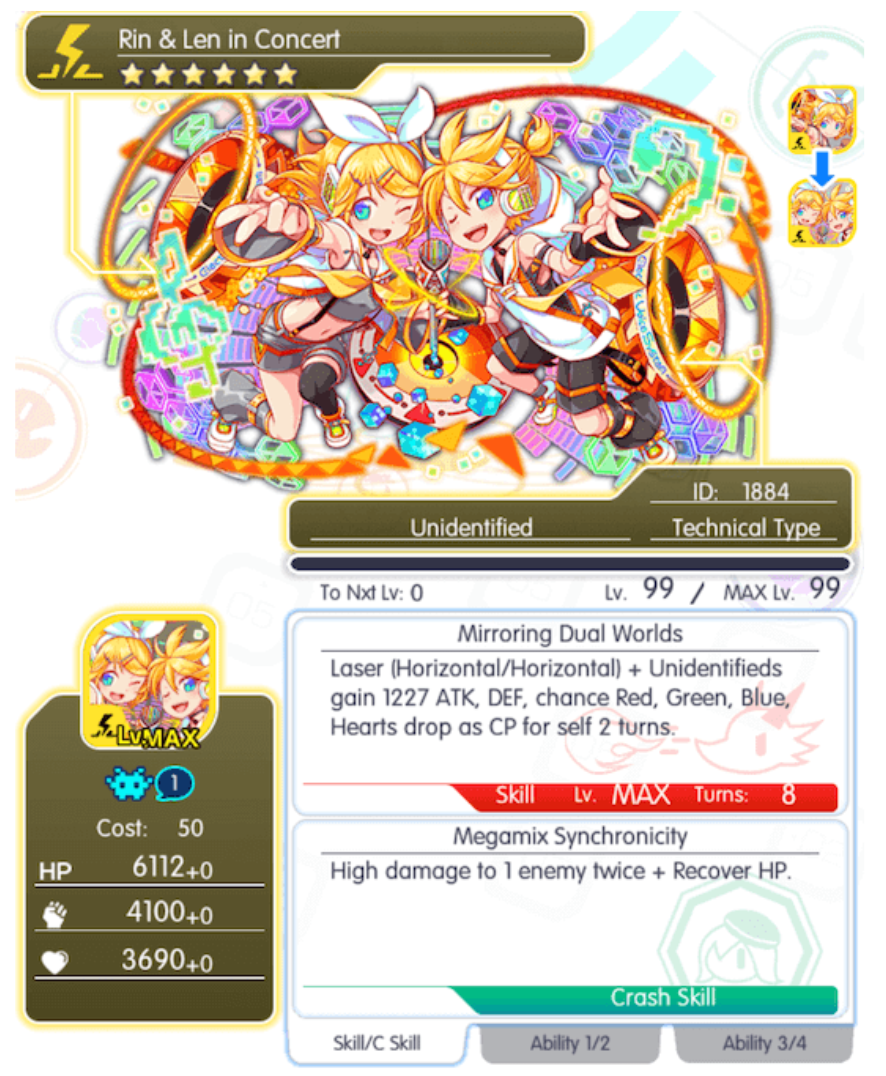 Rin & Len in Concert
ID: 1884
Unidentified
Technical Type
To Nxt Lv: 0
Lv. 99 / MAX Lv. 99
Mirroring Dual Worlds
Laser (Horizontal/Horizontal) + Unidentifieds
gain 1227 ATK, DEF, chance Red, Green, Blue,
Hearts drop as CP for self 2 turns.
Skill Lv. MAX Turns: 8
Megamix Synchronicity
High damage to 1 enemy twice + Recover HP.
Crash Skill
Lv.MAX
1
Cost: 50
HP 6112+0
4100+0
3690+0
Skill/C Skill
Ability 1/2
Ability 3/4